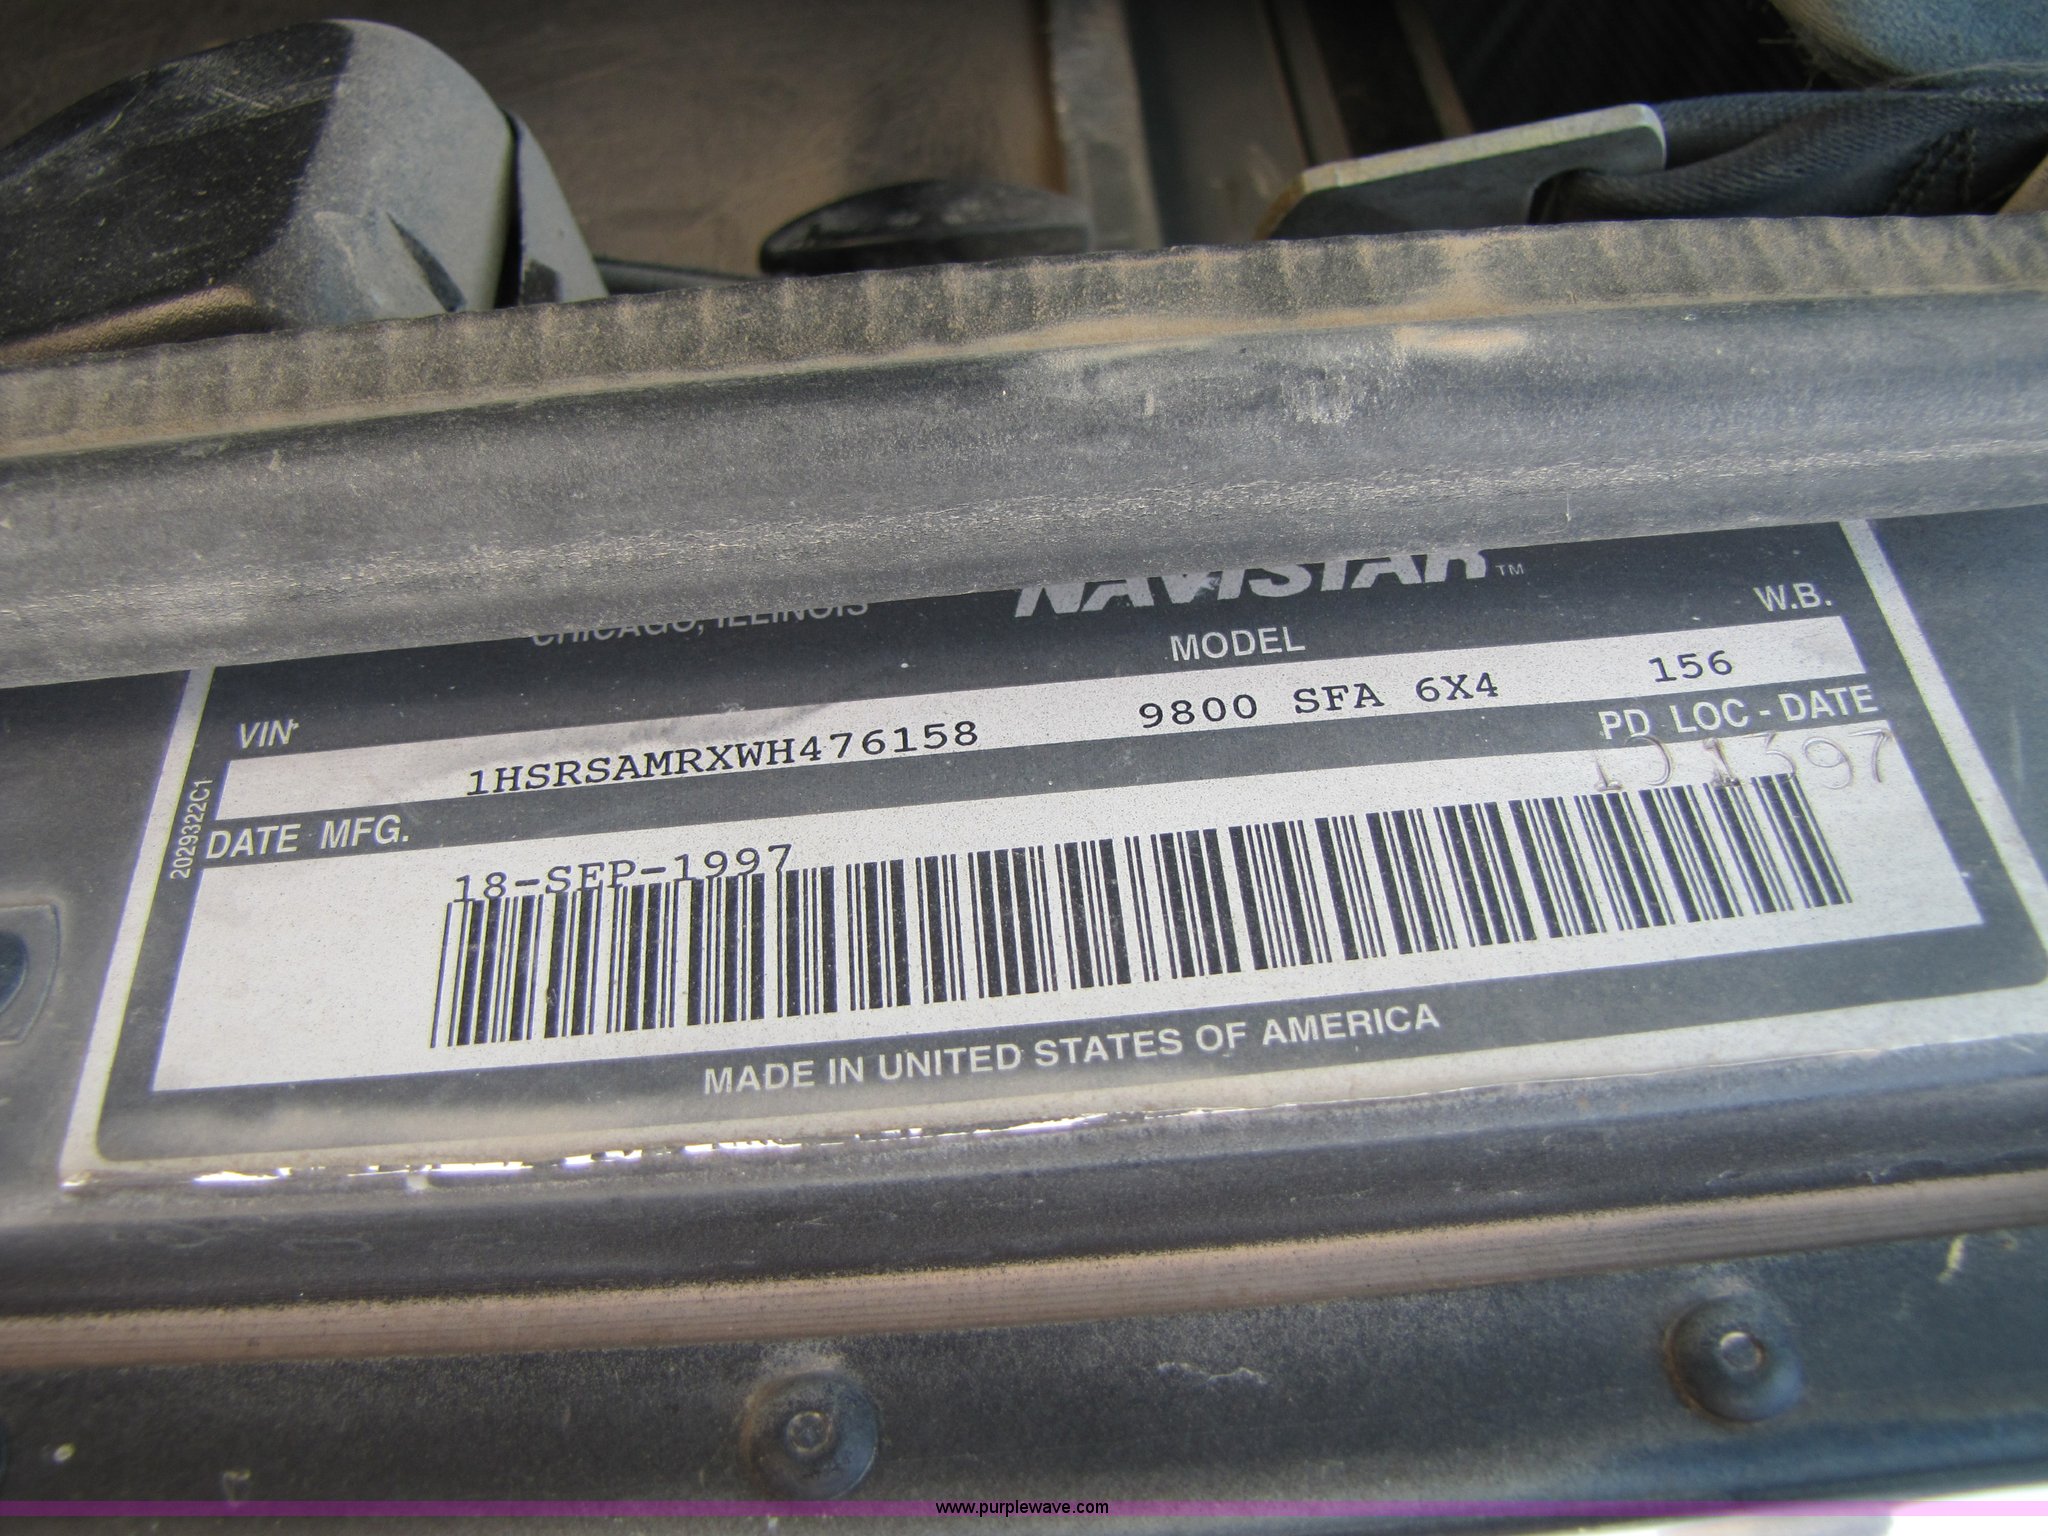 CHICAGO, ILLINOIS
NAVISTAR™
VIN
MODEL
W.B.
1HSRSAMRXWH476158
9800 SFA 6X4
156
DATE MFG.
PD LOC - DATE
18-SEP-1997
2029322C1
MADE IN UNITED STATES OF AMERICA
www.purplewave.com